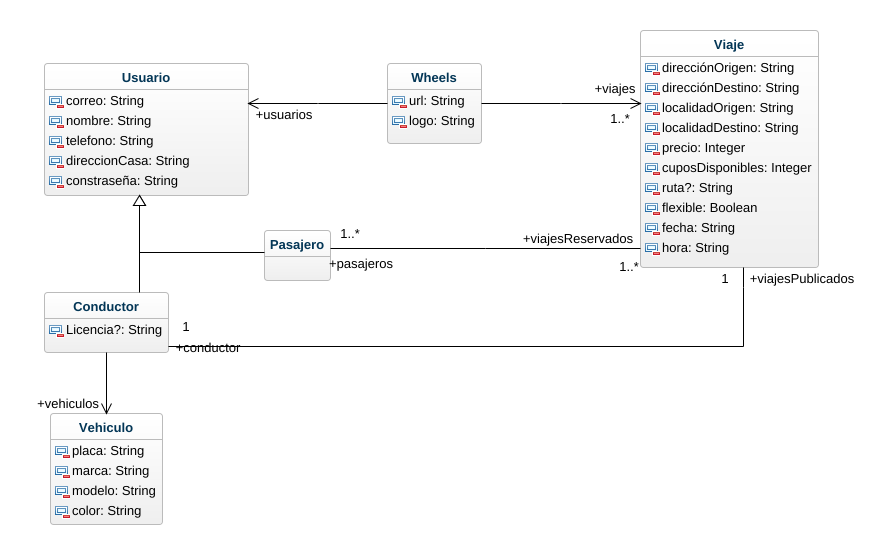 Usuario
correo: String
nombre: String
telefono: String
direccionCasa: String
constraseña: String
+usuarios
Wheels
url: String
logo: String
+viajes
1..*
Viaje
direcciónOrigen: String
direcciónDestino: String
localidadOrigen: String
localidadDestino: String
precio: Integer
cuposDisponibles: Integer
ruta?: String
flexible: Boolean
fecha: String
hora: String
Pasajero
1..*
+pasajeros
+viajesReservados
1..*
1
+viajesPublicados
Conductor
Licencia?: String
1
+conductor
+vehiculos
Vehiculo
placa: String
marca: String
modelo: String
color: String